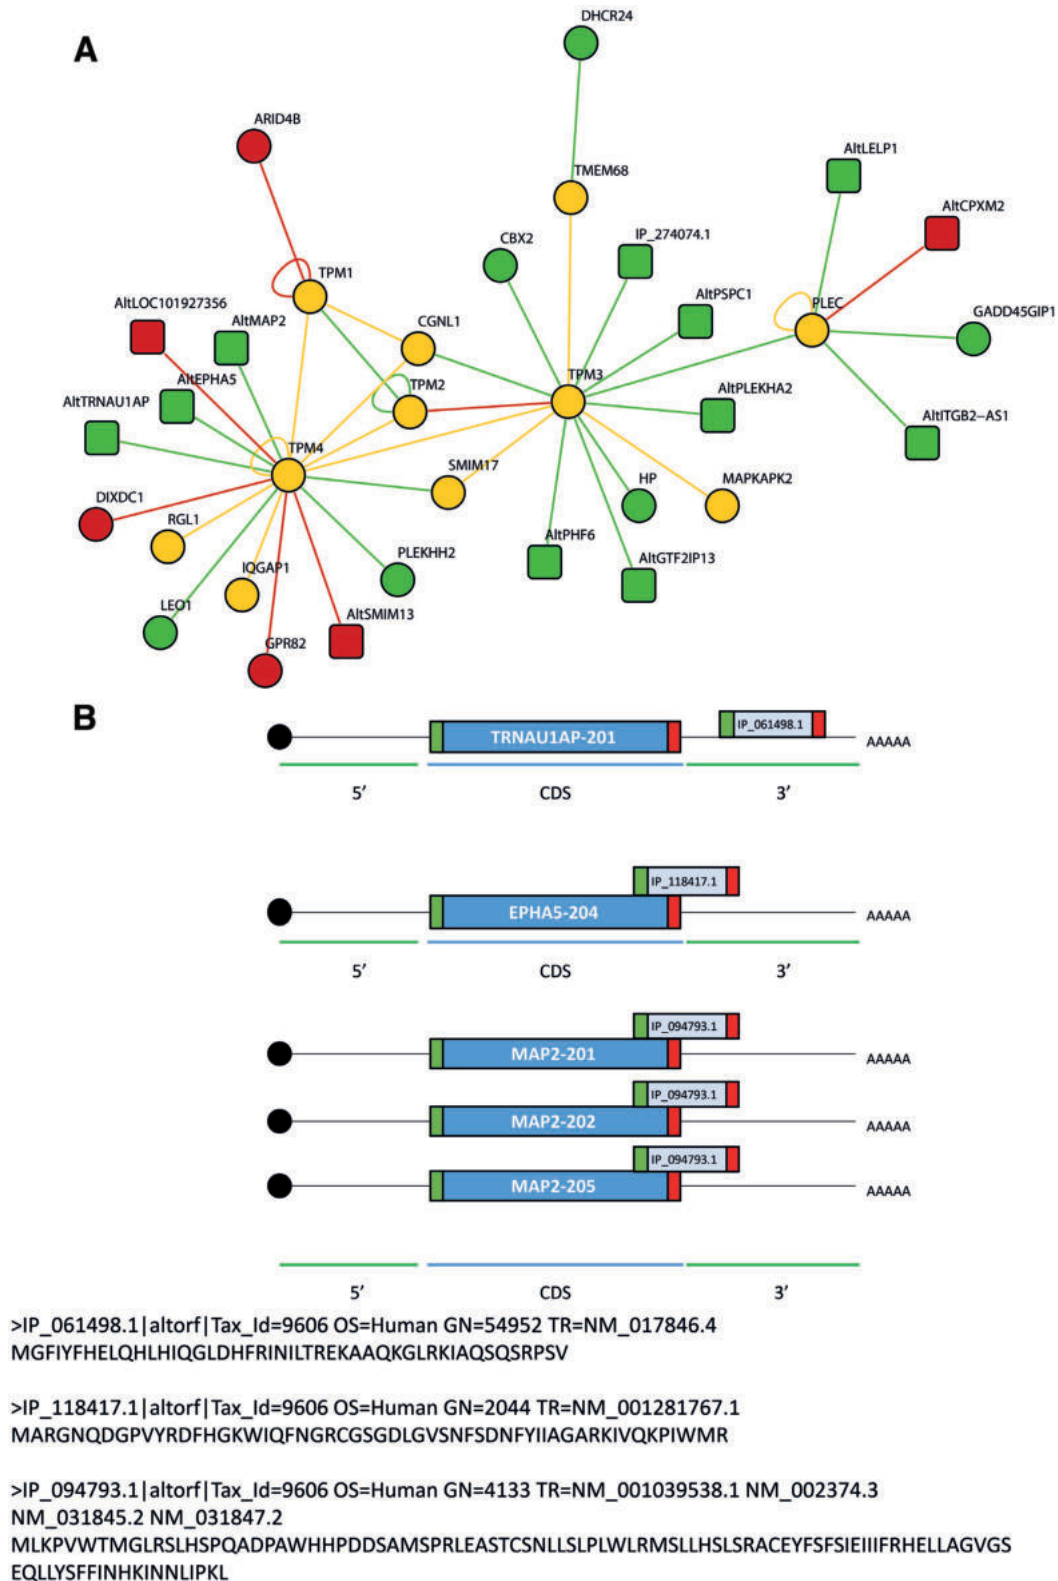 A
DHCR24
ARID4B
AltLELP1
TMEM68
AltCPXM2
CBX2
IP_274074.1
TPM1
AltLOC101927356
AltMAP2
AltPSPC1
PLEC
GADD45GIP1
CGNL1
TPM3
AltEPHA5
TPM2
AltTRNAU1AP
AltPLEKHA2
AltITGB2-AS1
TPM4
SMIM17
HP
MAPKAPK2
DIXDC1
RGL1
AltPHF6
AltGTF2IP13
IQGAP1
PLEKHH2
LEO1
AltSMIM13
GPR82
B
TRNAU1AP-201
IP_061498.1
AAAAA
5'
CDS
3'
IP_118417.1
EPHA5-204
AAAAA
5'
CDS
3'
IP_094793.1
MAP2-201
AAAAA
IP_094793.1
MAP2-202
AAAAA
IP_094793.1
MAP2-205
AAAAA
5'
CDS
3'
>IP_061498.1|altorf|Tax_Id=9606 OS=Human GN=54952 TR=NM_017846.4
MGFIYFHELQHLHIQGLDHFRINILTREKAAQKGLRKIAQSQSRPSV
>IP_118417.1|altorf|Tax_Id=9606 OS=Human GN=2044 TR=NM_001281767.1
MARGNQDGPVYRDFHGKWIQFNGRCGSGDLGVSNFSDNFYIIAGARKIVQKPIWMR
>IP_094793.1|altorf|Tax_Id=9606 OS=Human GN=4133 TR=NM_001039538.1 NM_002374.3
NM_031845.2 NM_031847.2
MLKPVWTMGLRSLHSPQADPAWHHPDDSAMSPRLEASTCSNLLSLPLWLRMSLLHSLSRACEYFSFSIEIIIFRHELLAGVGS
EQLLYSFFINHKINNLIPKL